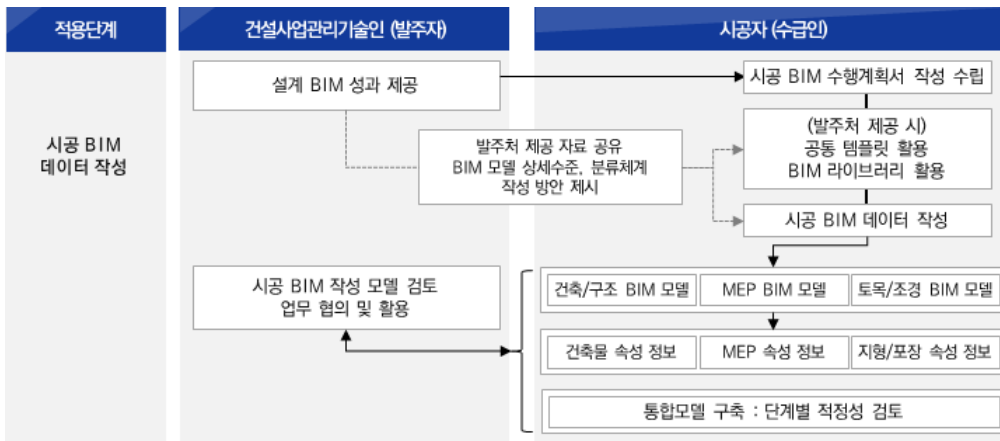 적용단계
건설사업관리기술인 (발주자)
시공자 (수급인)
시공 BIM
데이터 작성
설계 BIM 성과 제공
시공 BIM 수행계획서 작성 수립
발주처 제공 자료 공유
BIM 모델 상세수준, 분류체계
작성 방안 제시
(발주처 제공 시)
공통 템플릿 활용
BIM 라이브러리 활용
시공 BIM 데이터 작성
시공 BIM 작성 모델 검토
업무 협의 및 활용
건축/구조 BIM 모델
MEP BIM 모델
토목/조경 BIM 모델
건축물 속성 정보
MEP 속성 정보
지형/포장 속성 정보
통합모델 구축 : 단계별 적정성 검토